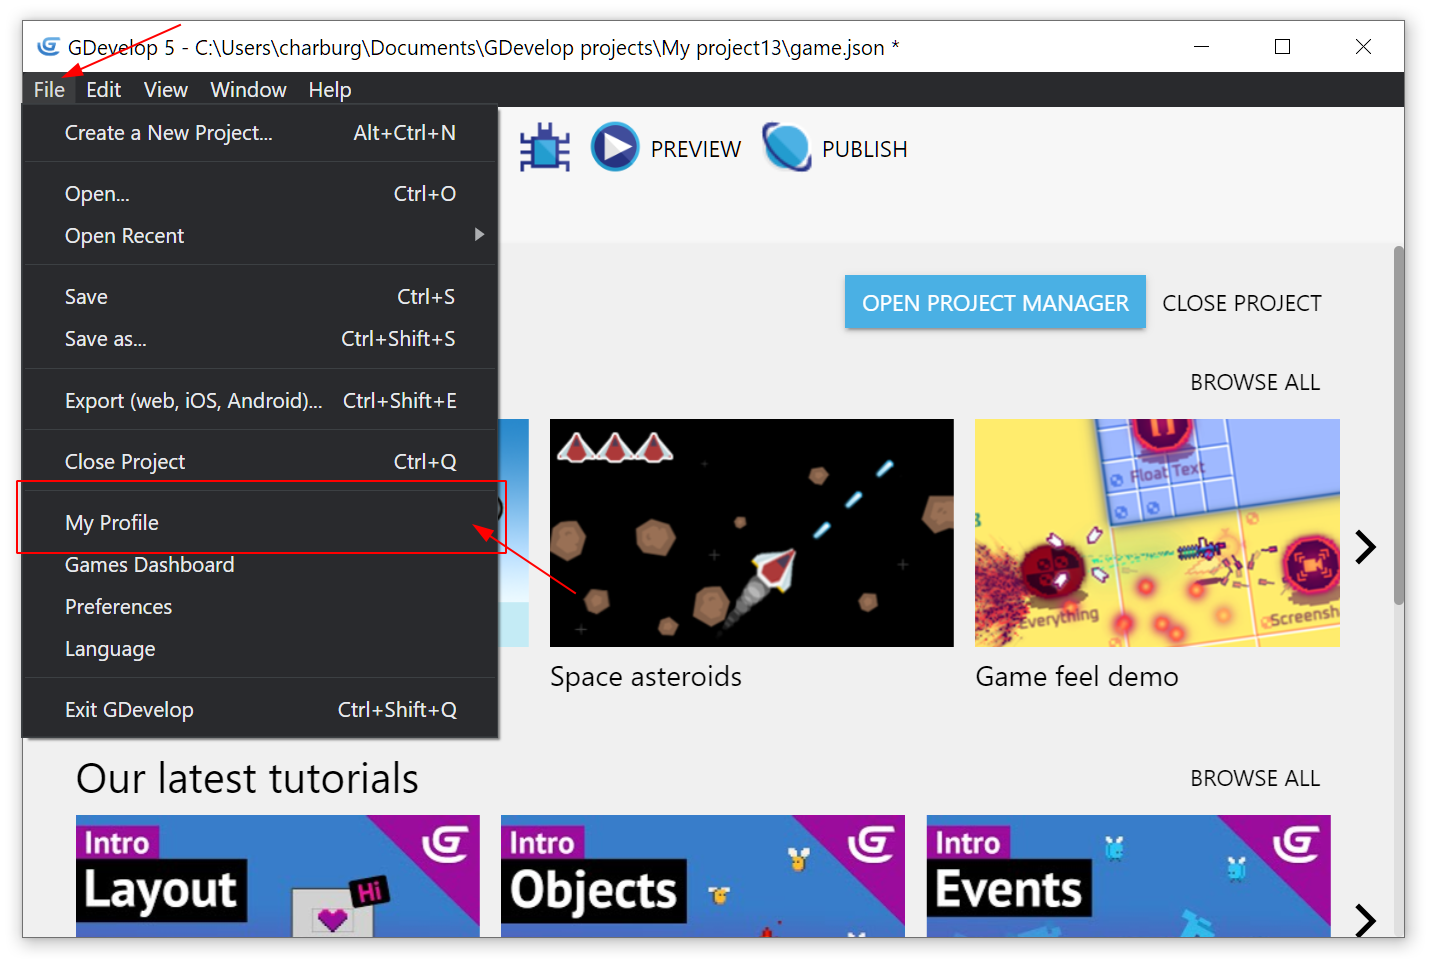 GDevelop 5 - C:\Users\charburg\Documents\GDevelop projects\My project13\game.json *
File Edit View Window Help
Create a New Project... Alt+Ctrl+N
Open... Ctrl+O
Open Recent
Save Ctrl+S
Save as... Ctrl+Shift+S
Export (web, iOS, Android)... Ctrl+Shift+E
Close Project Ctrl+Q
My Profile
Games Dashboard
Preferences
Language
Exit GDevelop Ctrl+Shift+Q
PREVIEW PUBLISH
OPEN PROJECT MANAGER CLOSE PROJECT
BROWSE ALL
Float Text
Everything
Screensh
Space asteroids
Game feel demo
Our latest tutorials BROWSE ALL
Intro
Layout
Hi
Intro
Objects
Intro
Events